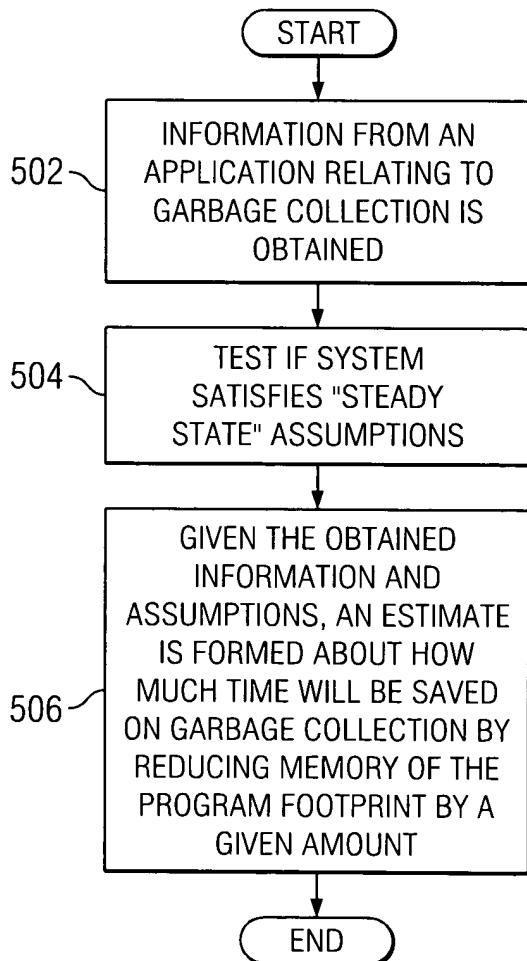 START
502
INFORMATION FROM AN
APPLICATION RELATING TO
GARBAGE COLLECTION IS
OBTAINED
504
TEST IF SYSTEM
SATISFIES "STEADY
STATE" ASSUMPTIONS
506
GIVEN THE OBTAINED
INFORMATION AND
ASSUMPTIONS, AN ESTIMATE
IS FORMED ABOUT HOW
MUCH TIME WILL BE SAVED
ON GARBAGE COLLECTION BY
REDUCING MEMORY OF THE
PROGRAM FOOTPRINT BY A
GIVEN AMOUNT
END